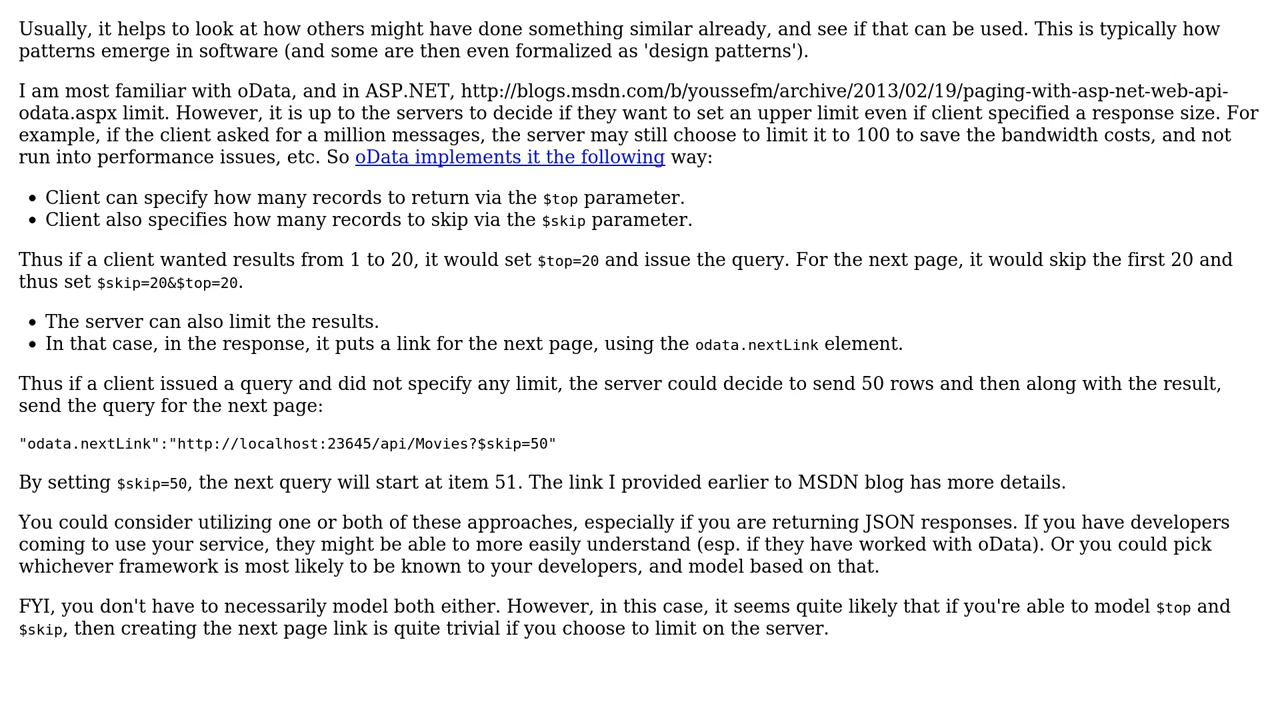 Usually, it helps to look at how others might have done something similar already, and see if that can be used. This is typically how
patterns emerge in software (and some are then even formalized as 'design patterns').
I am most familiar with oData, and in ASP.NET, http://blogs.msdn.com/b/youssefm/archive/2013/02/19/paging-with-asp-net-web-api-
odata.aspx limit. However, it is up to the servers to decide if they want to set an upper limit even if client specified a response size. For
example, if the client asked for a million messages, the server may still choose to limit it to 100 to save the bandwidth costs, and not
run into performance issues, etc. So oData implements it the following way:
• Client can specify how many records to return via the $top parameter.
• Client also specifies how many records to skip via the $skip parameter.
Thus if a client wanted results from 1 to 20, it would set $top=20 and issue the query. For the next page, it would skip the first 20 and
thus set $skip=20&$top=20.
• The server can also limit the results.
• In that case, in the response, it puts a link for the next page, using the odata.nextLink element.
Thus if a client issued a query and did not specify any limit, the server could decide to send 50 rows and then along with the result,
send the query for the next page:
"odata.nextLink":"http://localhost:23645/api/Movies?$skip=50"
By setting $skip=50, the next query will start at item 51. The link I provided earlier to MSDN blog has more details.
You could consider utilizing one or both of these approaches, especially if you are returning JSON responses. If you have developers
coming to use your service, they might be able to more easily understand (esp. if they have worked with oData). Or you could pick
whichever framework is most likely to be known to your developers, and model based on that.
FYI, you don't have to necessarily model both either. However, in this case, it seems quite likely that if you're able to model $top and
$skip, then creating the next page link is quite trivial if you choose to limit on the server.